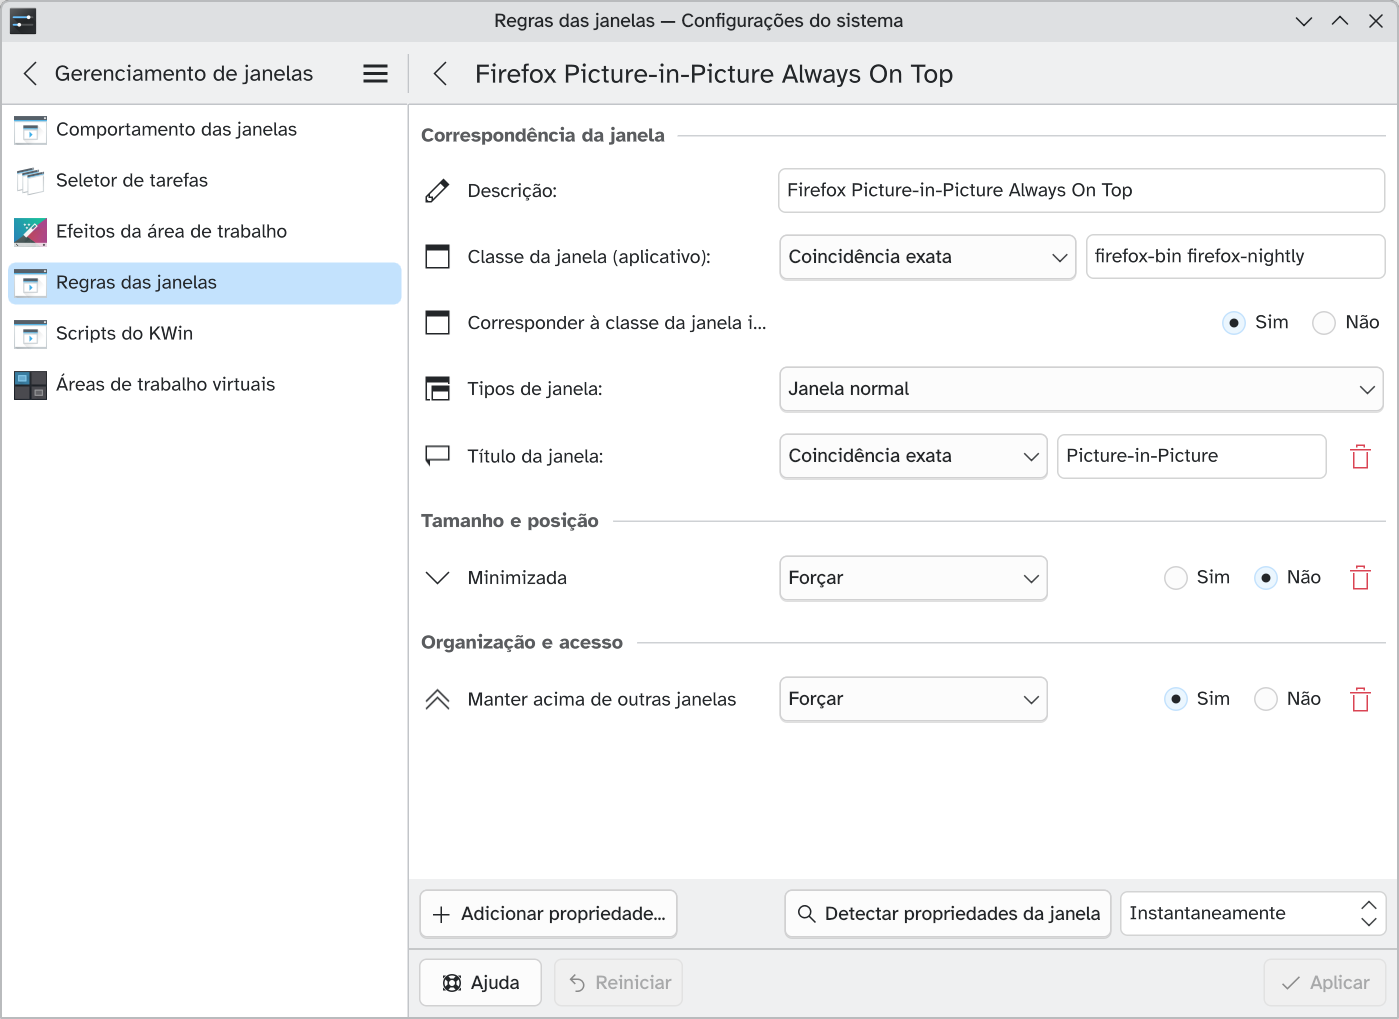 Regras das janelas — Configurações do sistema
Gerenciamento de janelas
Firefox Picture-in-Picture Always On Top
Comportamento das janelas
Seletor de tarefas
Efeitos da área de trabalho
Regras das janelas
Scripts do KWin
Áreas de trabalho virtuais
Correspondência da janela
Descrição: Firefox Picture-in-Picture Always On Top
Classe da janela (aplicativo): Coincidência exata firefox-bin firefox-nightly
Corresponder à classe da janela i... Sim Não
Tipos de janela: Janela normal
Título da janela: Coincidência exata Picture-in-Picture
Tamanho e posição
Minimizada Forçar Sim Não
Organização e acesso
Manter acima de outras janelas Forçar Sim Não
Adicionar propriedade... Detectar propriedades da janela Instantaneamente
Ajuda Reiniciar Aplicar